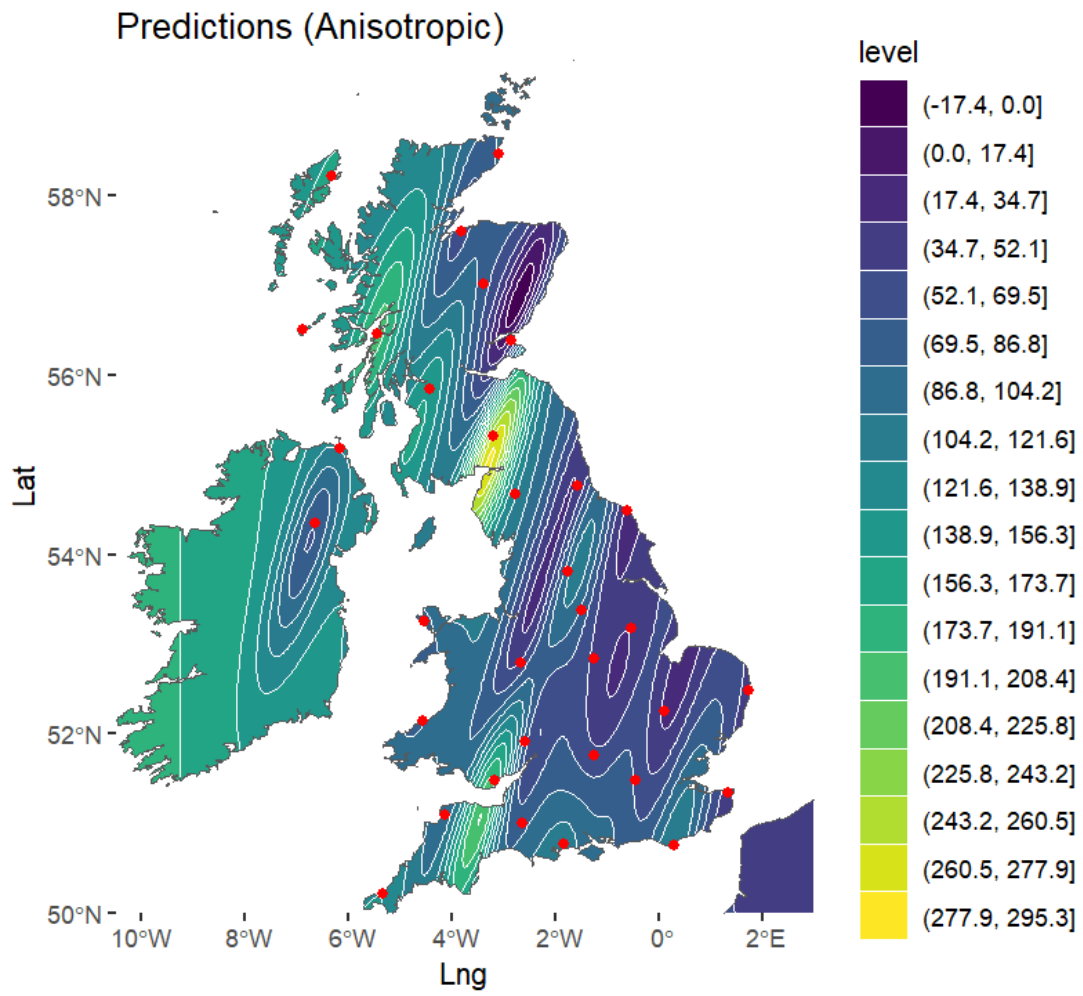 Predictions (Anisotropic)
level
(-17.4, 0.0]
(0.0, 17.4]
(17.4, 34.7]
(34.7, 52.1]
(52.1, 69.5]
(69.5, 86.8]
(86.8, 104.2]
(104.2, 121.6]
(121.6, 138.9]
(138.9, 156.3]
(156.3, 173.7]
(173.7, 191.1]
(191.1, 208.4]
(208.4, 225.8]
(225.8, 243.2]
(243.2, 260.5]
(260.5, 277.9]
(277.9, 295.3]
Lat
58°N
56°N
54°N
52°N
50°N
10°W 8°W 6°W 4°W 2°W 0° 2°E
Lng